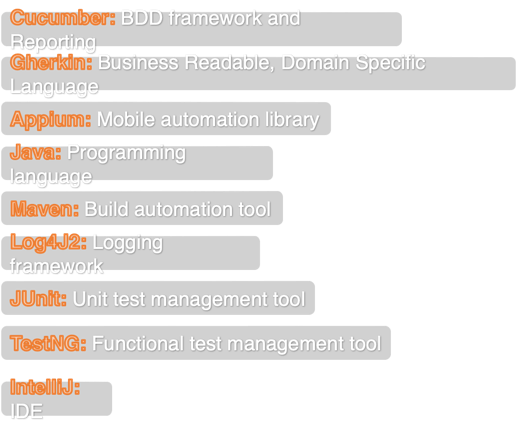 Cucumber: BDD framework and
Reporting
Gherkin: Business Readable, Domain Specific
Language
Appium: Mobile automation library
Java: Programming
language
Maven: Build automation tool
Log4J2: Logging
framework
JUnit: Unit test management tool
TestNG: Functional test management tool
IntelliJ:
IDE